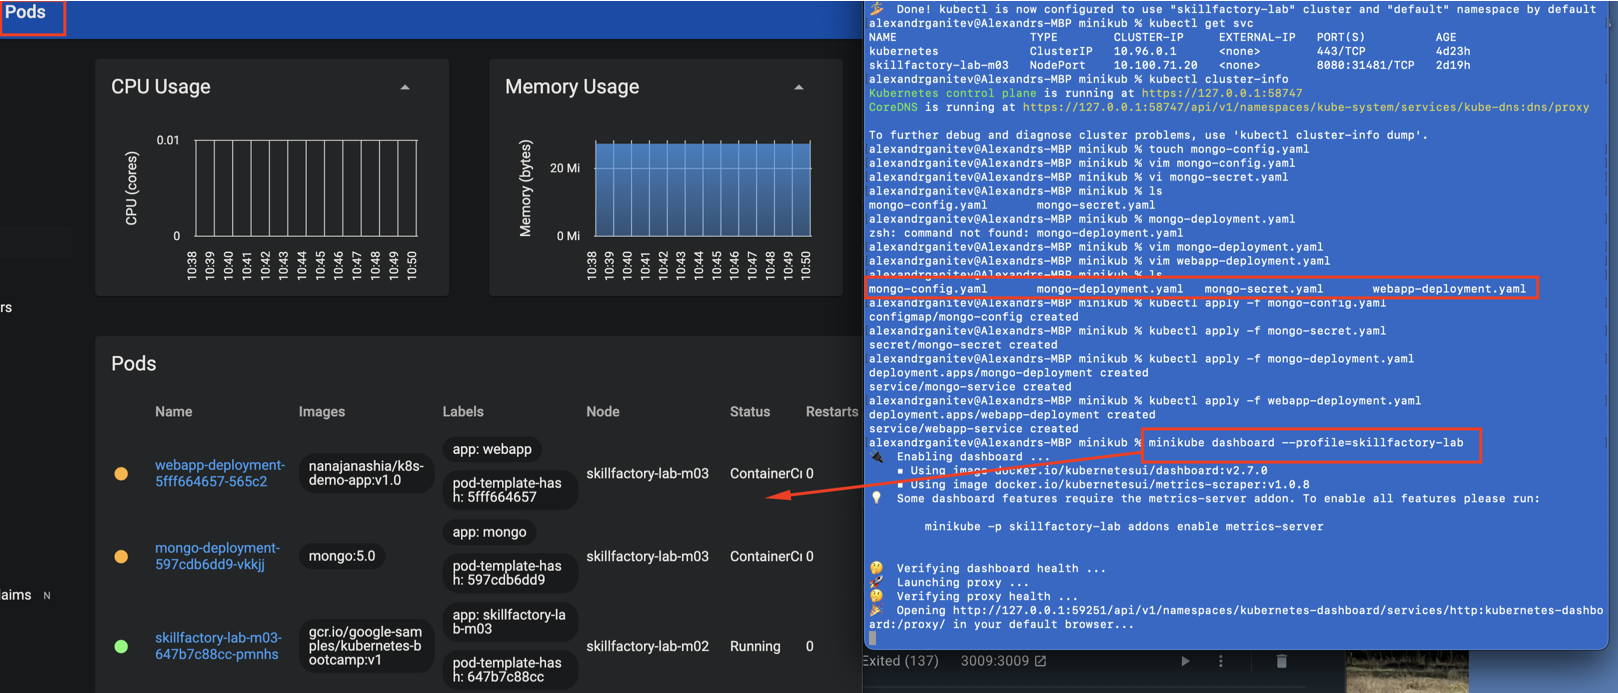 Pods
CPU Usage
CPU (cores)
0.01
0
10:38
10:39
10:40
10:41
10:42
10:43
10:44
10:45
10:46
10:47
10:48
10:49
10:50
Memory Usage
Memory (bytes)
20 Mi
0 Mi
10:38
10:39
10:40
10:41
10:42
10:43
10:44
10:45
10:46
10:47
10:48
10:49
10:50
rs
laims N
Pods
Name Images Labels Node Status Restarts
webapp-deployment-
5fff664657-565c2
nanajanashia/k8s-
demo-app:v1.0
app: webapp
pod-template-has
h: 5fff664657
skillfactory-lab-m03
ContainerCr
0
mongo-deployment-
597cdb6dd9-vkkjj
mongo:5.0
app: mongo
pod-template-has
h: 597cdb6dd9
skillfactory-lab-m03
ContainerCr
0
skillfactory-lab-m03-
647b7c88cc-pmnhs
gcr.io/google-sam
ples/kubernetes-b
ootcamp:v1
app: skillfactory-la
b-m03
pod-template-has
h: 647b7c88cc
skillfactory-lab-m02
Running
0
Done! kubectl is now configured to use "skillfactory-lab" cluster and "default" namespace by default
alexandrganitev@Alexandrs-MBP minikub % kubectl get svc
NAME TYPE CLUSTER-IP EXTERNAL-IP PORT(S) AGE
kubernetes ClusterIP 10.96.0.1 <none> 443/TCP 4d23h
skillfactory-lab-m03 NodePort 10.100.71.20 <none> 8080:31481/TCP 2d19h
alexandrganitev@Alexandrs-MBP minikub % kubectl cluster-info
Kubernetes control plane is running at https://127.0.0.1:58747
CoreDNS is running at https://127.0.0.1:58747/api/v1/namespaces/kube-system/services/kube-dns:dns/proxy
To further debug and diagnose cluster problems, use 'kubectl cluster-info dump'.
alexandrganitev@Alexandrs-MBP minikub % touch mongo-config.yaml
alexandrganitev@Alexandrs-MBP minikub % vim mongo-config.yaml
alexandrganitev@Alexandrs-MBP minikub % vi mongo-secret.yaml
alexandrganitev@Alexandrs-MBP minikub % ls
mongo-config.yaml mongo-secret.yaml
alexandrganitev@Alexandrs-MBP minikub % mongo-deployment.yaml
zsh: command not found: mongo-deployment.yaml
alexandrganitev@Alexandrs-MBP minikub % vim mongo-deployment.yaml
alexandrganitev@Alexandrs-MBP minikub % vim webapp-deployment.yaml
alexandrganitev@Alexandrs-MBP minikub % ls
mongo-config.yaml mongo-deployment.yaml mongo-secret.yaml webapp-deployment.yaml
alexandrganitev@Alexandrs-MBP minikub % kubectl apply -f mongo-config.yaml
configmap/mongo-config created
alexandrganitev@Alexandrs-MBP minikub % kubectl apply -f mongo-secret.yaml
secret/mongo-secret created
alexandrganitev@Alexandrs-MBP minikub % kubectl apply -f mongo-deployment.yaml
deployment.apps/mongo-deployment created
service/mongo-service created
alexandrganitev@Alexandrs-MBP minikub % kubectl apply -f webapp-deployment.yaml
deployment.apps/webapp-deployment created
service/webapp-service created
alexandrganitev@Alexandrs-MBP minikub % minikube dashboard --profile=skillfactory-lab
Enabling dashboard ...
▪ Using image docker.io/kubernetesui/dashboard:v2.7.0
▪ Using image docker.io/kubernetesui/metrics-scraper:v1.0.8
Some dashboard features require the metrics-server addon. To enable all features please run:
minikube -p skillfactory-lab addons enable metrics-server
Verifying dashboard health ...
Launching proxy ...
Verifying proxy health ...
Opening http://127.0.0.1:59251/api/v1/namespaces/kubernetes-dashboard/services/http:kubernetes-dashbo
ard:/proxy/ in your default browser...
Exited (137) 3009:3009